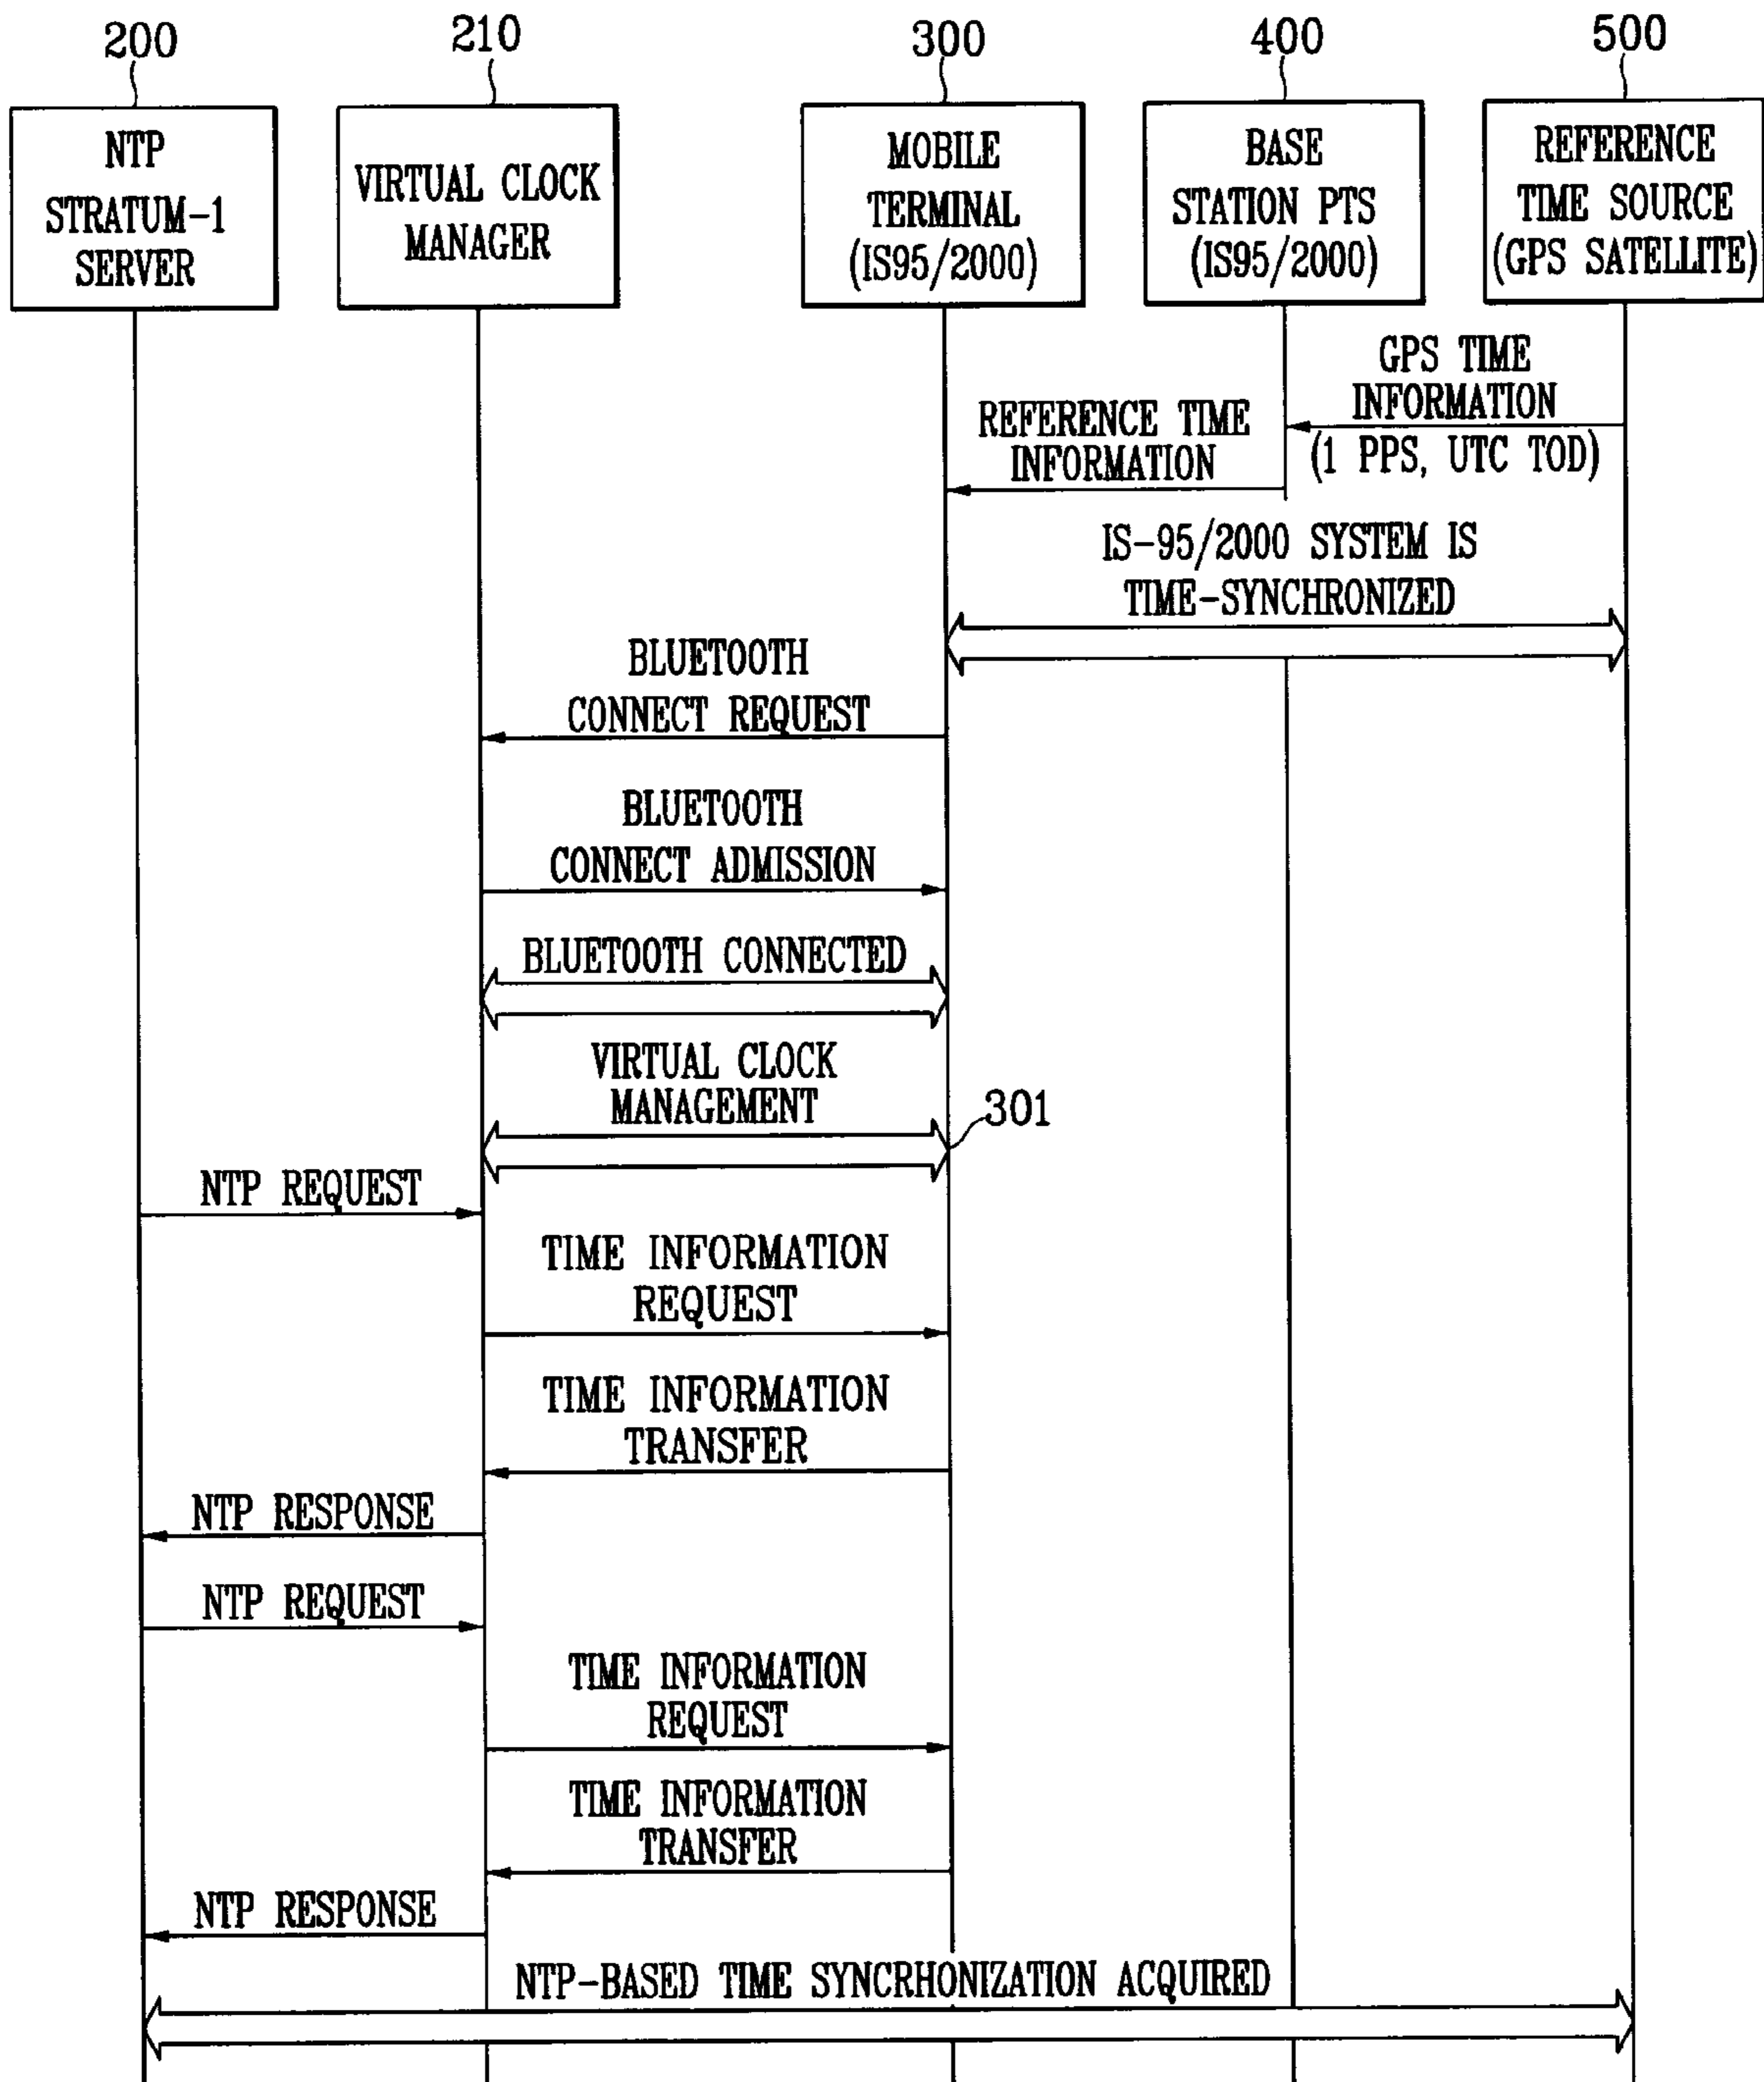 200
210
300
400
500
NTP
STRATUM-1
SERVER
VIRTUAL CLOCK
MANAGER
MOBILE
TERMINAL
(IS95/2000)
BASE
STATION PTS
(IS95/2000)
REFERENCE
TIME SOURCE
(GPS SATELLITE)
GPS TIME
INFORMATION
(1 PPS, UTC TOD)
REFERENCE TIME
INFORMATION
IS-95/2000 SYSTEM IS
TIME-SYNCHRONIZED
BLUETOOTH
CONNECT REQUEST
BLUETOOTH
CONNECT ADMISSION
BLUETOOTH CONNECTED
VIRTUAL CLOCK
MANAGEMENT
301
NTP REQUEST
TIME INFORMATION
REQUEST
TIME INFORMATION
TRANSFER
NTP RESPONSE
NTP REQUEST
TIME INFORMATION
REQUEST
TIME INFORMATION
TRANSFER
NTP RESPONSE
NTP-BASED TIME SYNCRHONIZATION ACQUIRED